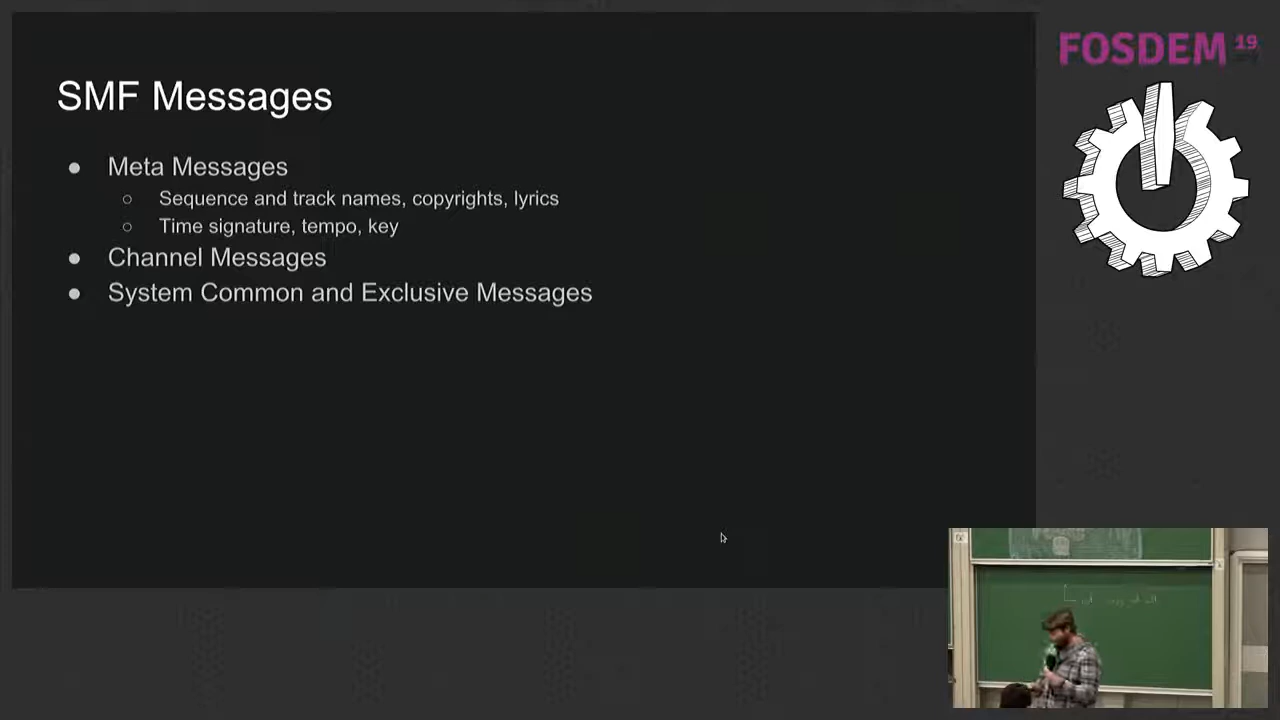 SMF Messages
Meta Messages
Sequence and track names, copyrights, lyrics
Time signature, tempo, key
Channel Messages
System Common and Exclusive Messages
FOSDEM 19